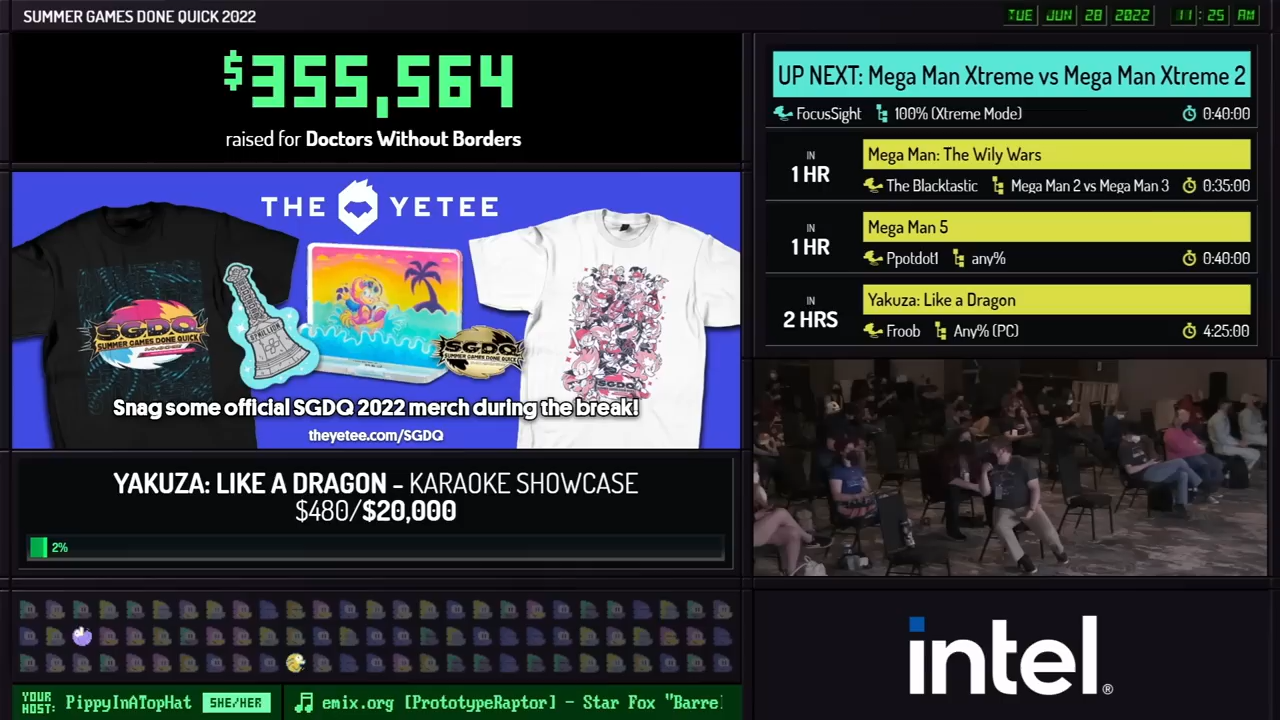 SUMMER GAMES DONE QUICK 2022
TUE JUN 28 2022 11:25 AM
$355,564
raised for Doctors Without Borders
THE YETEE
SGDQ
SUMMER GAMES DONE QUICK
SGDQ
SUMMER GAMES DONE QUICK
Snag some official SGDQ 2022 merch during the break!
theyetee.com/SGDQ
YAKUZA: LIKE A DRAGON - KARAOKE SHOWCASE
$480/$20,000
2%
UP NEXT: Mega Man Xtreme vs Mega Man Xtreme 2
FocusSight 100% (Xtreme Mode) 0:40:00
IN 1 HR
Mega Man: The Wily Wars
The Blacktastic Mega Man 2 vs Mega Man 3 0:35:00
IN 1 HR
Mega Man 5
Ppotdot1 any% 0:40:00
IN 2 HRS
Yakuza: Like a Dragon
Froob Any% (PC) 4:25:00
intel®
YOUR HOST: PippyInATopHat SHE/HER
emix.org [PrototypeRaptor] - Star Fox "Barrel